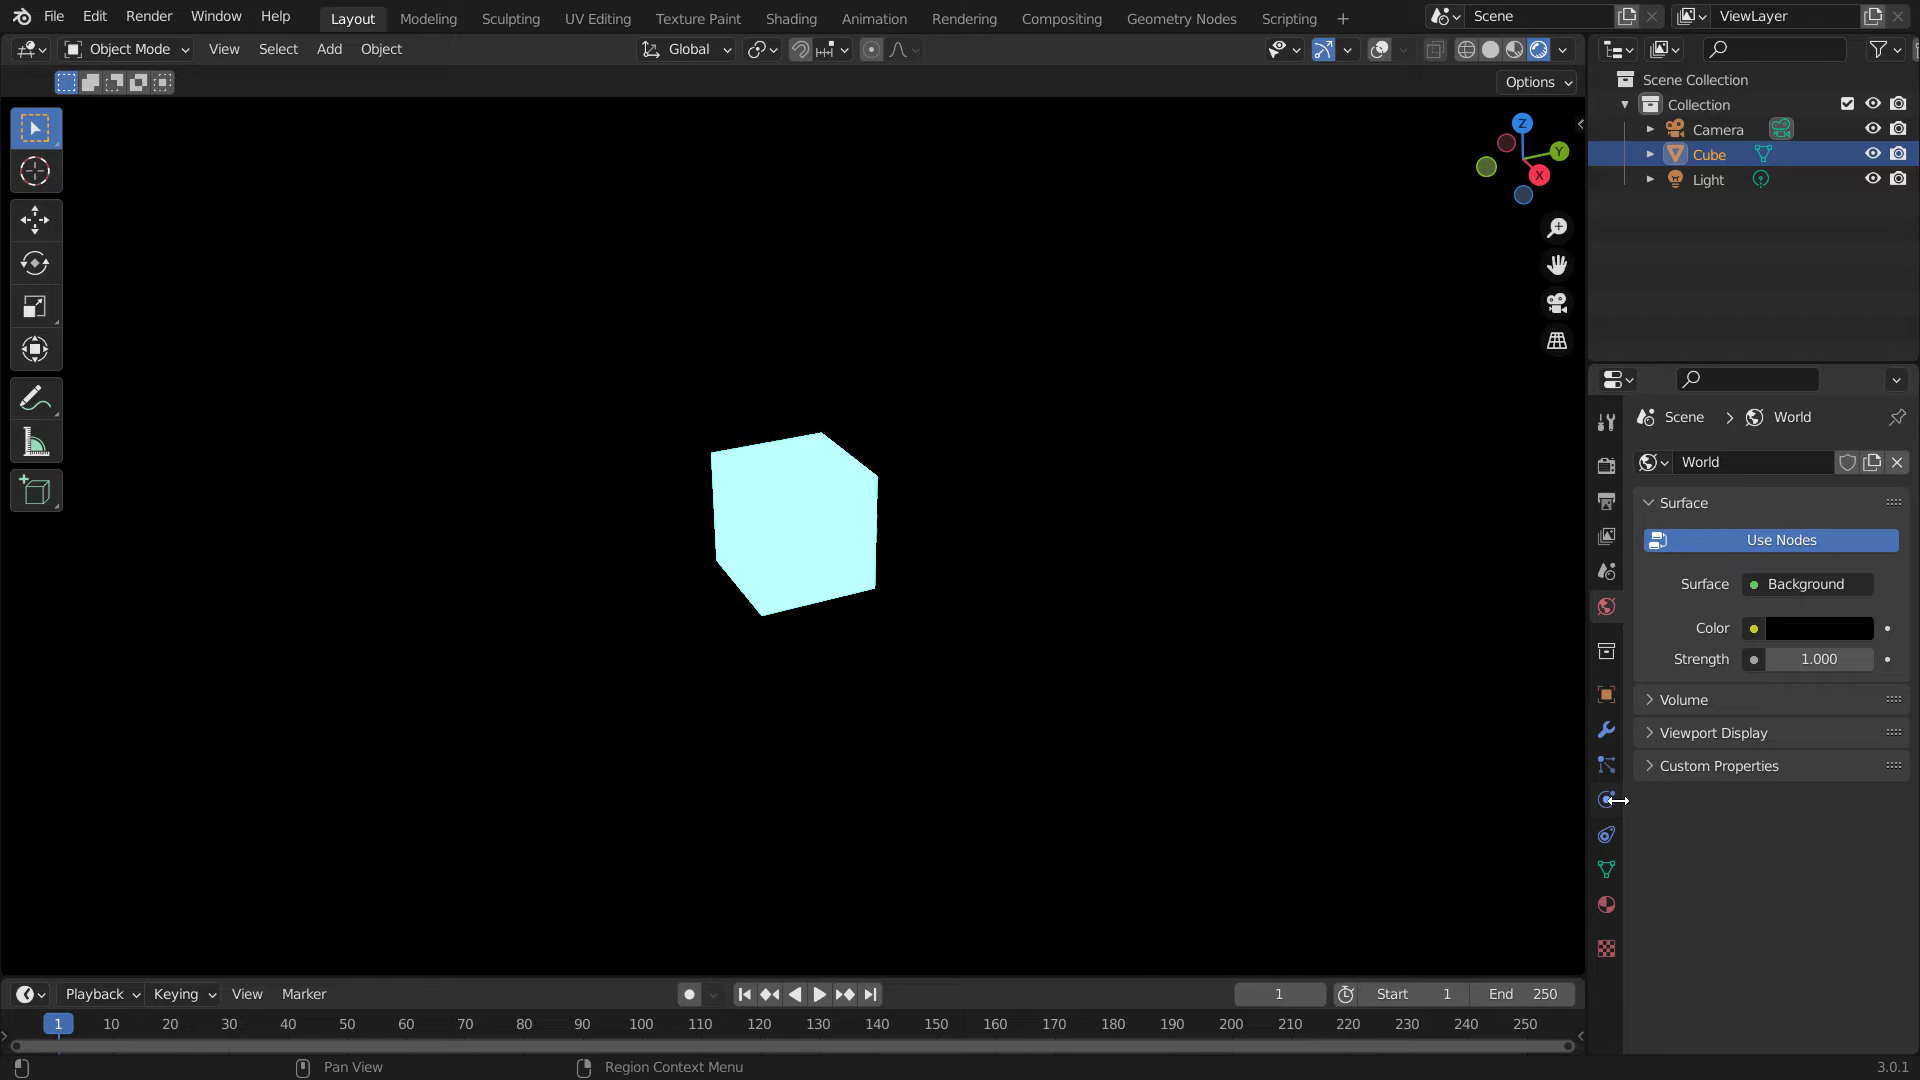 File Edit Render Window Help Layout Modeling Sculpting UV Editing Texture Paint Shading Animation Rendering Compositing Geometry Nodes Scripting + Scene ViewLayer
Object Mode View Select Add Object Global
Options
Scene Collection
Collection
Camera
Cube
Light
Z
Y
X
Scene > World
World
Surface
Use Nodes
Surface Background
Color
Strength 1.000
Volume
Viewport Display
Custom Properties
Playback Keying View Marker 1 Start 1 End 250
1 10 20 30 40 50 60 70 80 90 100 110 120 130 140 150 160 170 180 190 200 210 220 230 240 250
Pan View Region Context Menu 3.0.1